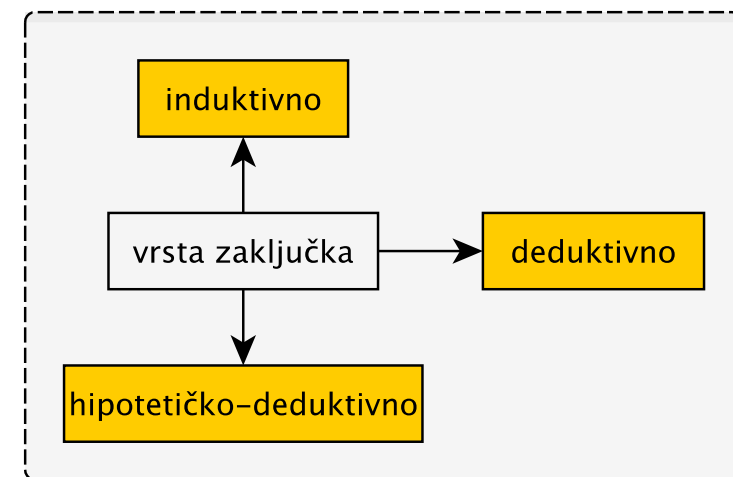 induktivno
vrsta zaključka
deduktivno
hipotetičko-deduktivno